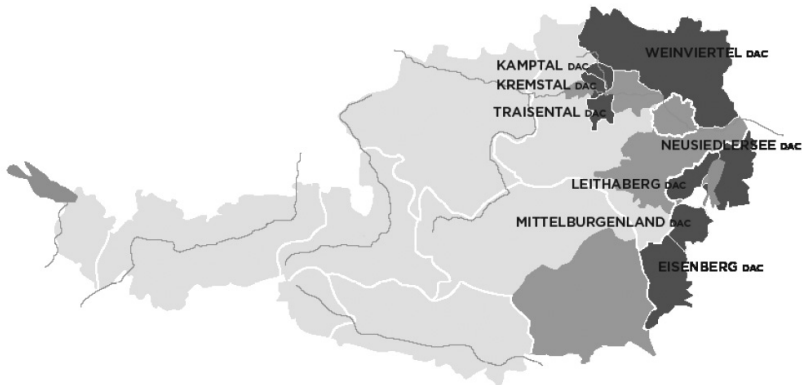 WEINVIERTEL DAC
KAMPTAL DAC
KREMSTAL DAC
TRAISENTAL DAC
NEUSIEDLERSEE DAC
LEITHABERG DAC
MITTELBURGENLAND DAC
EISENBERG DAC